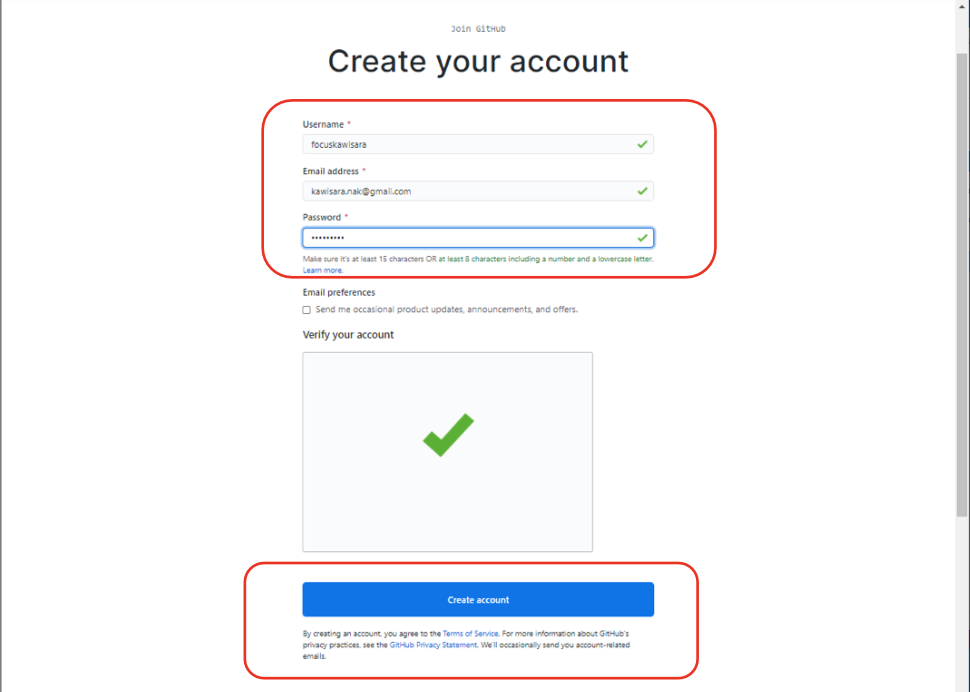 Join GitHub
Create your account
Username *
focuskawisara
Email address *
kawisara.nak@gmail.com
Password *
•••••••••
Make sure it's at least 15 characters OR at least 8 characters including a number and a lowercase letter.
Learn more.
Email preferences
Send me occasional product updates, announcements, and offers.
Verify your account
Create account
By creating an account, you agree to the Terms of Service. For more information about GitHub's
privacy practices, see the GitHub Privacy Statement. We'll occasionally send you account-related
emails.